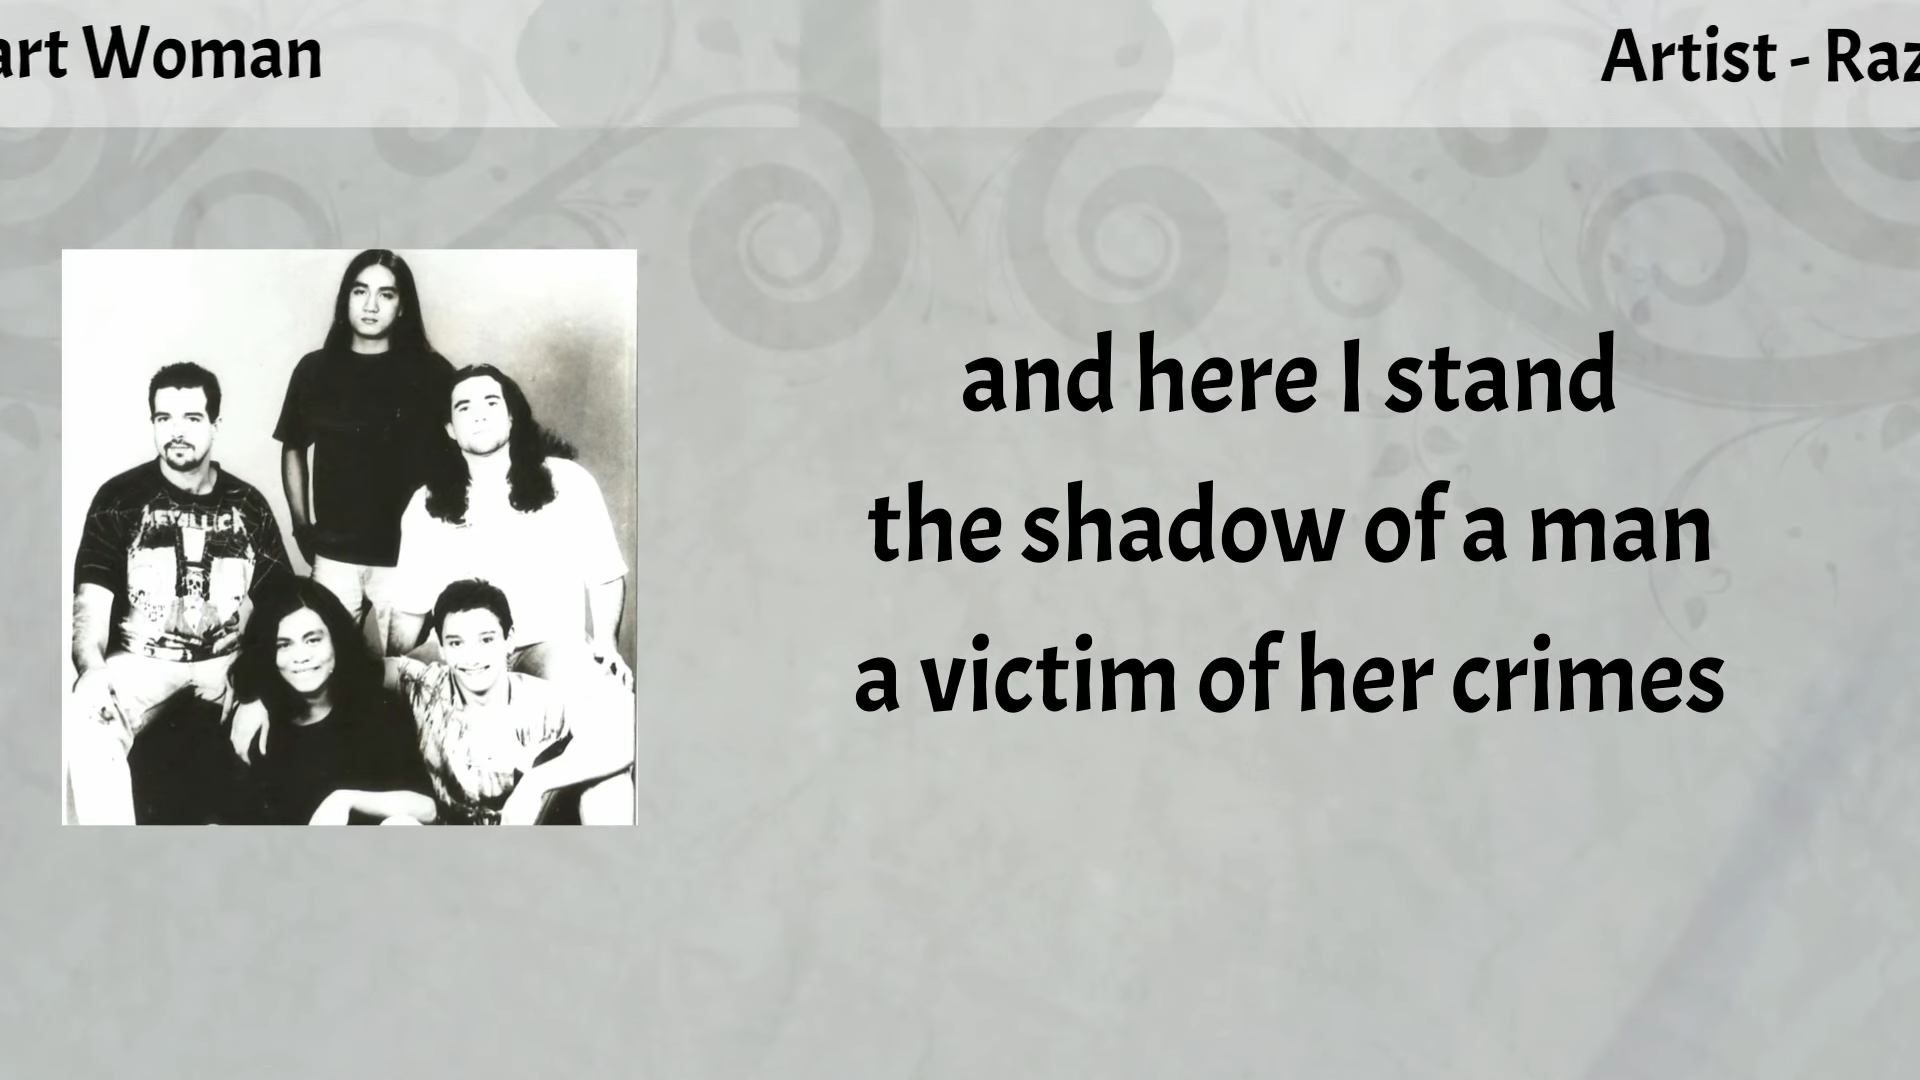 art Woman
Artist - Raz
METALLICA
and here I stand
the shadow of a man
a victim of her crimes